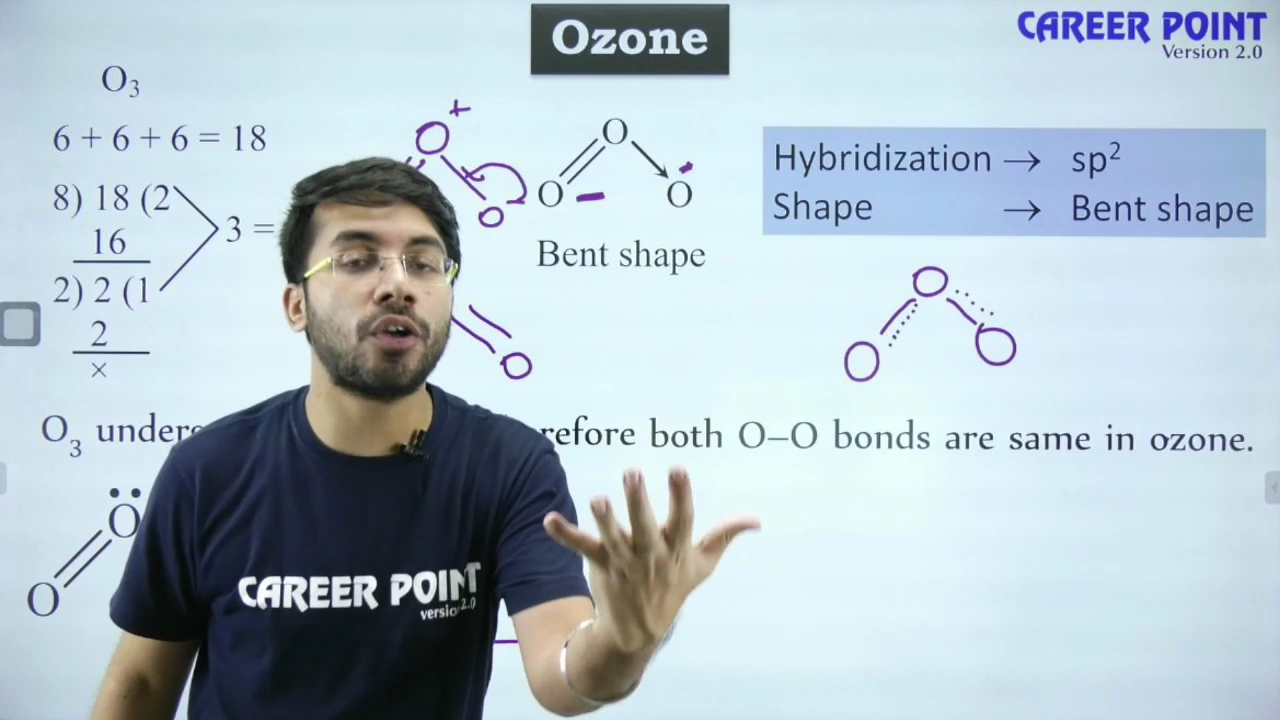 Ozone
CAREER POINT
Version 2.0
O₃
6 + 6 + 6 = 18
8) 18 (2
16
3 =
2) 2 (1
2
×
O +
O
O
O
O
Bent shape
Hybridization → sp²
Shape → Bent shape
O
O
O
O
O₃ under
refore both O–O bonds are same in ozone.
O
O
CAREER POINT
version 2.0